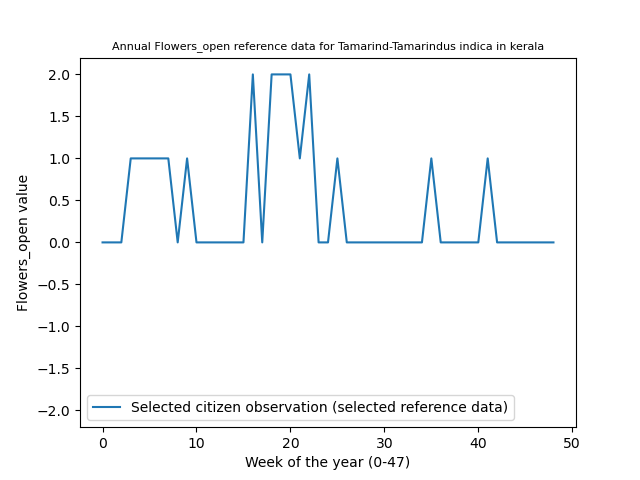 Annual Flowers_open reference data for Tamarind-Tamarindus indica in kerala
2.0
1.5
1.0
0.5
0.0
−0.5
−1.0
−1.5
−2.0
Flowers_open value
Selected citizen observation (selected reference data)
0 10 20 30 40 50
Week of the year (0-47)